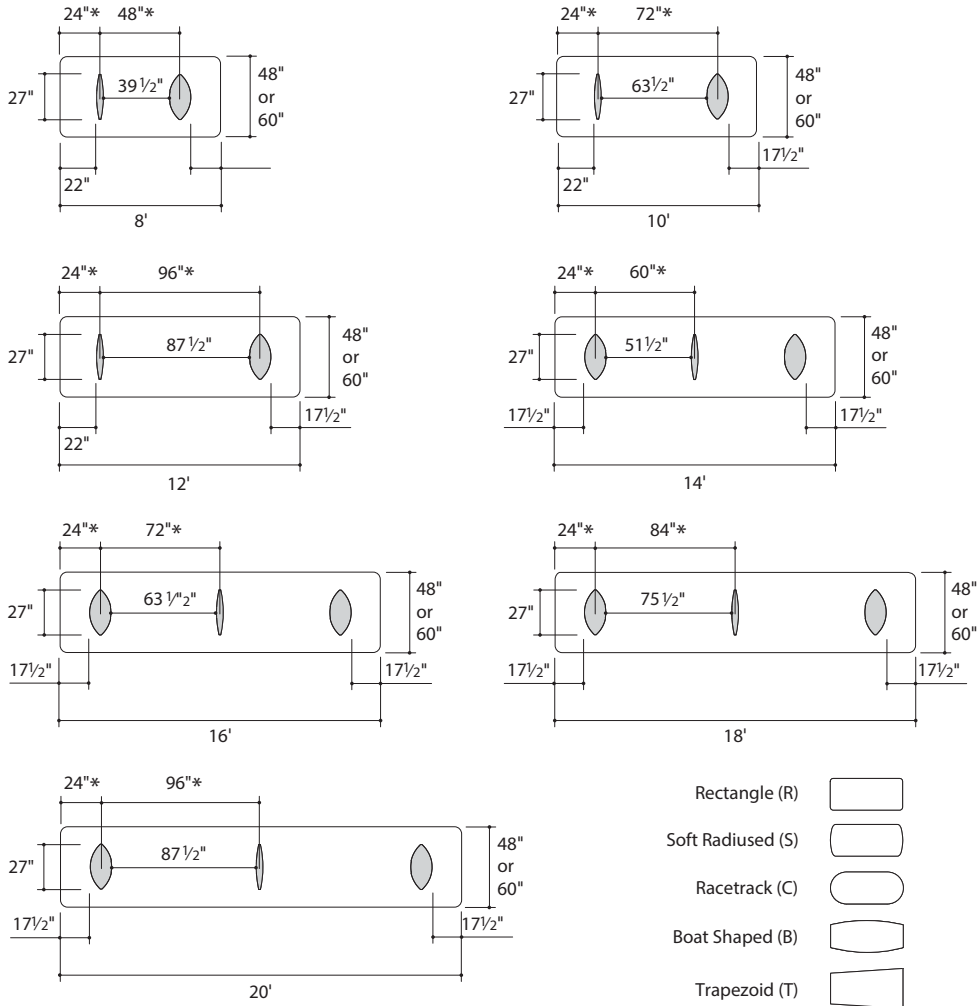 24"* 48"*
27"
39 1/2"
48"
or
60"
22"
8'
24"* 72"*
27"
63 1/2"
48"
or
60"
22"
17 1/2"
10'
24"* 96"*
27"
87 1/2"
48"
or
60"
22"
17 1/2"
12'
24"* 60"*
27"
51 1/2"
48"
or
60"
17 1/2" 17 1/2"
14'
24"* 72"*
27"
63 1/"2"
48"
or
60"
17 1/2" 17 1/2"
16'
24"* 84"*
27"
75 1/2"
48"
or
60"
17 1/2" 17 1/2"
18'
24"* 96"*
27"
87 1/2"
48"
or
60"
17 1/2" 17 1/2"
20'
Rectangle (R)
Soft Radiused (S)
Racetrack (C)
Boat Shaped (B)
Trapezoid (T)